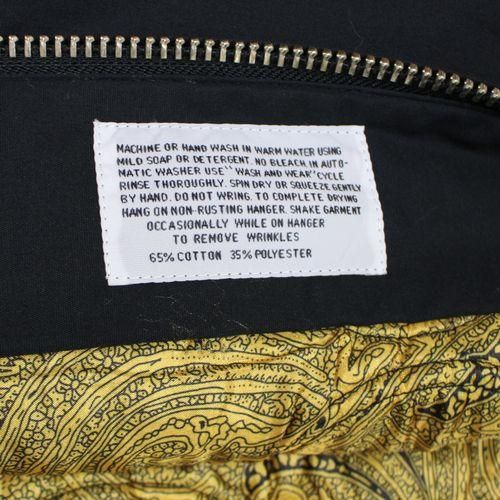 MACHINE OR HAND WASH IN WARM WATER USING
MILD SOAP OR DETERGENT. NO BLEACH IN AUTO-
MATIC WASHER USE" WASH AND WEAR" CYCLE
RINSE THOROUGHLY. SPIN DRY OR SQUEEZE GENTLY
BY HAND. DO NOT WRING. TO COMPLETE DRYING
HANG ON NON-RUSTING HANGER. SHAKE GARMENT
OCCASIONALLY WHILE ON HANGER
TO REMOVE WRINKLES
65% COTTON 35% POLYESTER